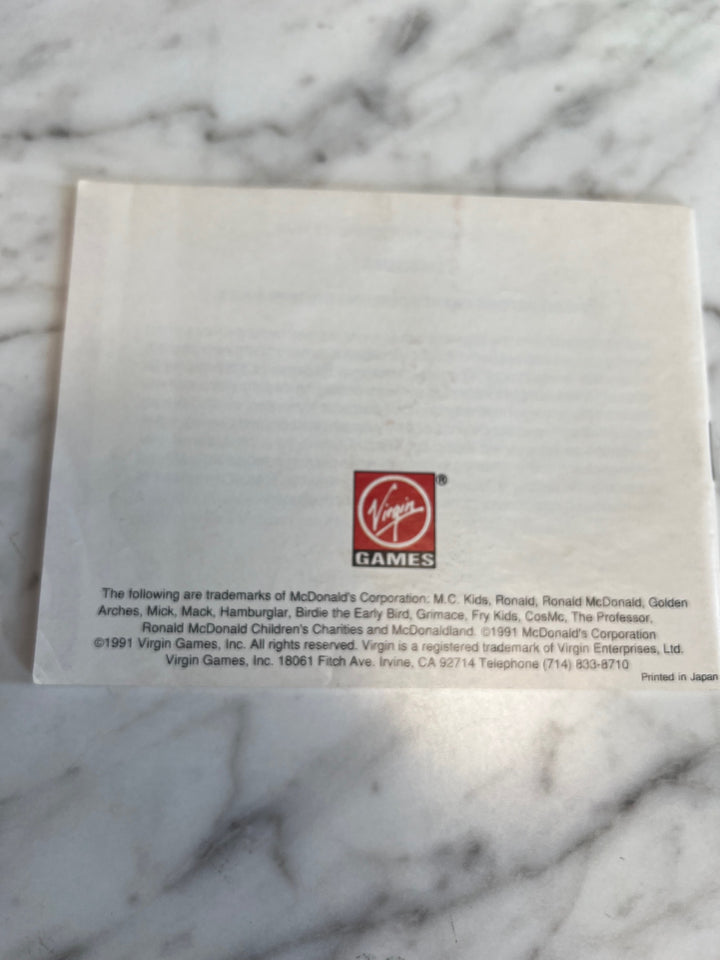 Virgin®
GAMES
The following are trademarks of McDonald's Corporation: M.C. Kids, Ronald, Ronald McDonald, Golden
Arches, Mick, Mack, Hamburglar, Birdie the Early Bird, Grimace, Fry Kids, CosMc, The Professor,
Ronald McDonald Children's Charities and McDonaldland. ©1991 McDonald's Corporation
©1991 Virgin Games, Inc. All rights reserved. Virgin is a registered trademark of Virgin Enterprises, Ltd.
Virgin Games, Inc. 18061 Fitch Ave. Irvine, CA 92714 Telephone (714) 833-8710
Printed in Japan